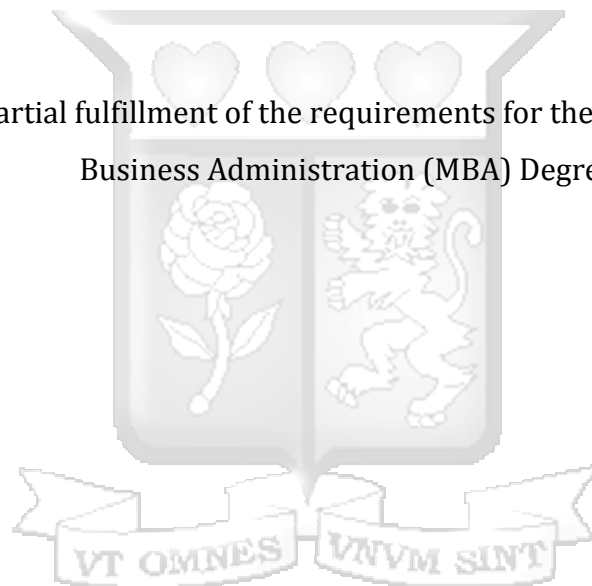 artial fulfillment of the requirements for the
Business Administration (MBA) Degre
VT OMNES VNVM SINT